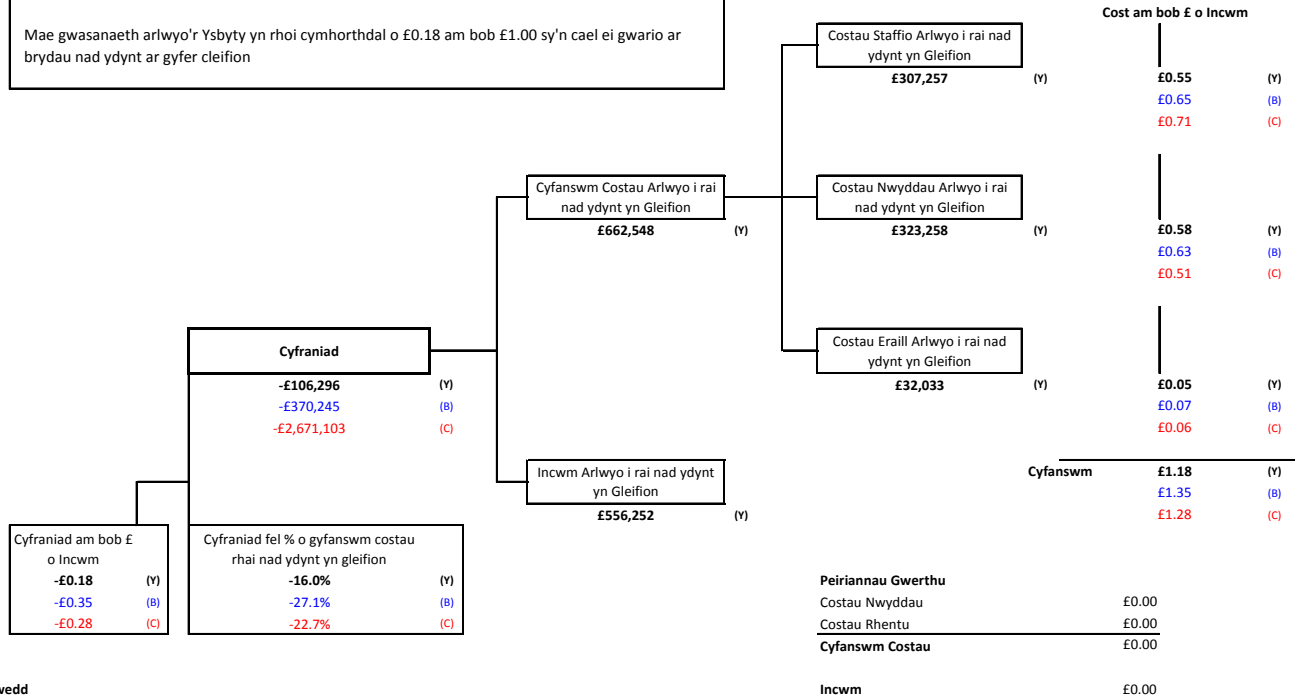 Cost am bob £ o Incwm
Mae gwasanaeth arlwyo'r Ysbyty yn rhoi cymhorthdal o £0.18 am bob £1.00 sy'n cael ei gwario ar
brydau nad ydynt ar gyfer cleifion
Costau Staffio Arlwyo i rai nad
ydynt yn Gleifion
£307,257 (Y)
£0.55 (Y)
£0.65 (B)
£0.71 (C)
Cyfanswm Costau Arlwyo i rai
nad ydynt yn Gleifion
£662,548 (Y)
Costau Nwyddau Arlwyo i rai
nad ydynt yn Gleifion
£323,258 (Y)
£0.58 (Y)
£0.63 (B)
£0.51 (C)
Cyfraniad
-£106,296 (Y)
-£370,245 (B)
-£2,671,103 (C)
Costau Eraill Arlwyo i rai nad
ydynt yn Gleifion
£32,033 (Y)
£0.05 (Y)
£0.07 (B)
£0.06 (C)
Incwm Arlwyo i rai nad ydynt
yn Gleifion
£556,252 (Y)
Cyfanswm £1.18 (Y)
£1.35 (B)
£1.28 (C)
Cyfraniad am bob £
o Incwm
-£0.18 (Y)
-£0.35 (B)
-£0.28 (C)
Cyfraniad fel % o gyfanswm costau
rhai nad ydynt yn gleifion
-16.0% (Y)
-27.1% (B)
-22.7% (C)
Peiriannau Gwerthu
Costau Nwyddau £0.00
Costau Rhentu £0.00
Cyfanswm Costau £0.00
Incwm £0.00